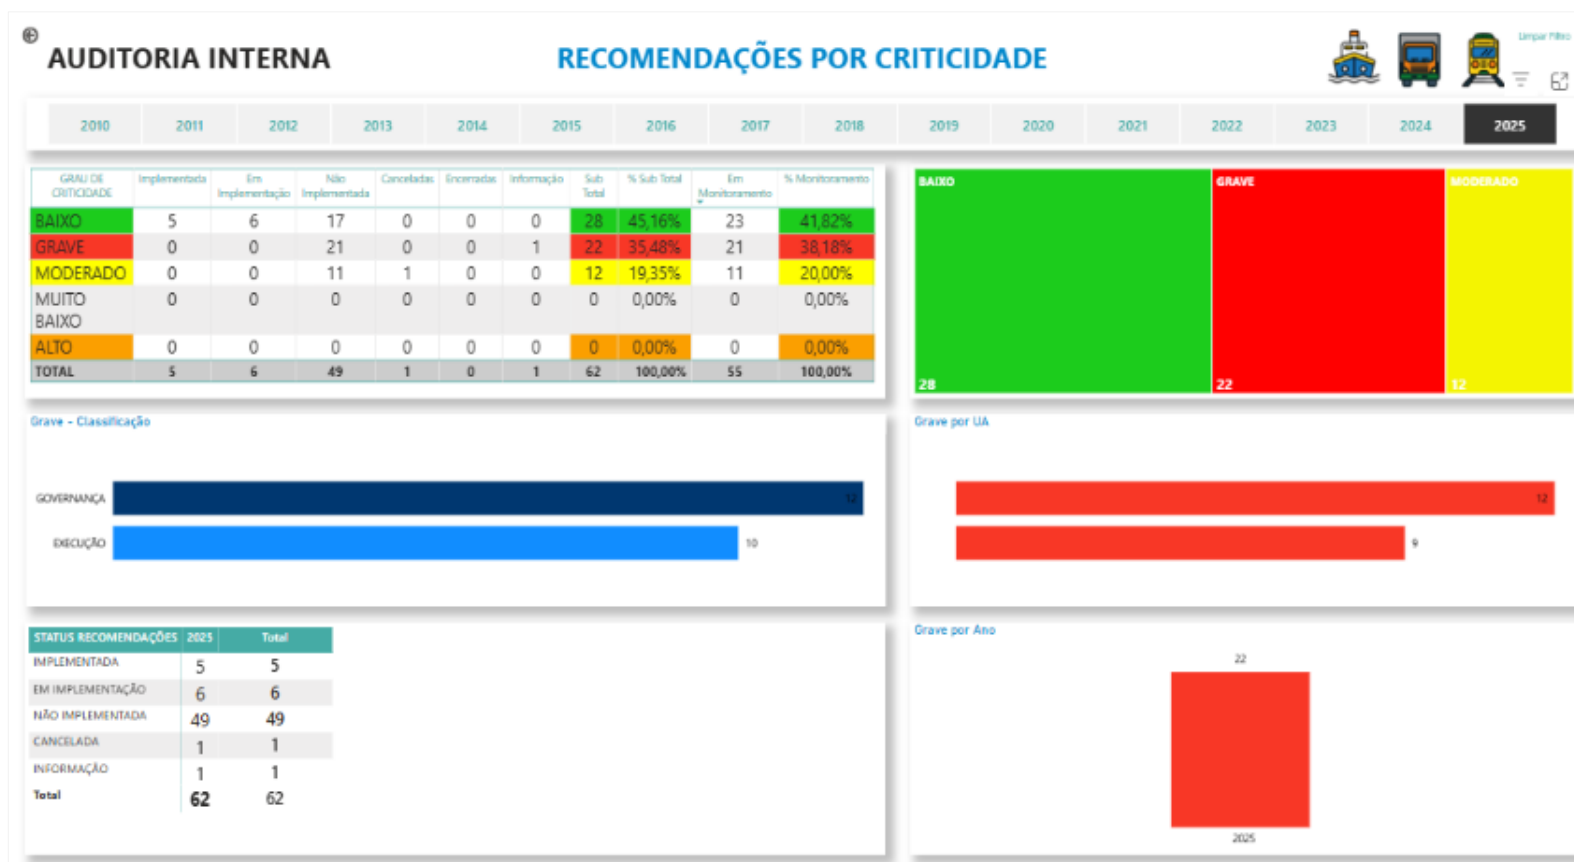 AUDITORIA INTERNA
RECOMENDAÇÕES POR CRITICIDADE
Limpar Filtro
2010 2011 2012 2013 2014 2015 2016 2017 2018 2019 2020 2021 2022 2023 2024 2025
GRAU DE CRITICIDADE Implementada Em Implementação Não Implementada Canceladas Encerradas Informação Sub Total % Sub Total Em Monitoramento % Monitoramento
BAIXO 5 6 17 0 0 0 28 45,16% 23 41,82%
GRAVE 0 0 21 0 0 1 22 35,48% 21 38,18%
MODERADO 0 0 11 1 0 0 12 19,35% 11 20,00%
MUITO BAIXO 0 0 0 0 0 0 0 0,00% 0 0,00%
ALTO 0 0 0 0 0 0 0 0,00% 0 0,00%
TOTAL 5 6 49 1 0 1 62 100,00% 55 100,00%
BAIXO
28
GRAVE
22
MODERADO
12
Grave - Classificação
GOVERNANÇA 12
EXECUÇÃO 10
Grave por UA
12
9
STATUS RECOMENDAÇÕES 2025 Total
IMPLEMENTADA 5 5
EM IMPLEMENTAÇÃO 6 6
NÃO IMPLEMENTADA 49 49
CANCELADA 1 1
INFORMAÇÃO 1 1
Total 62 62
Grave por Ano
22
2025